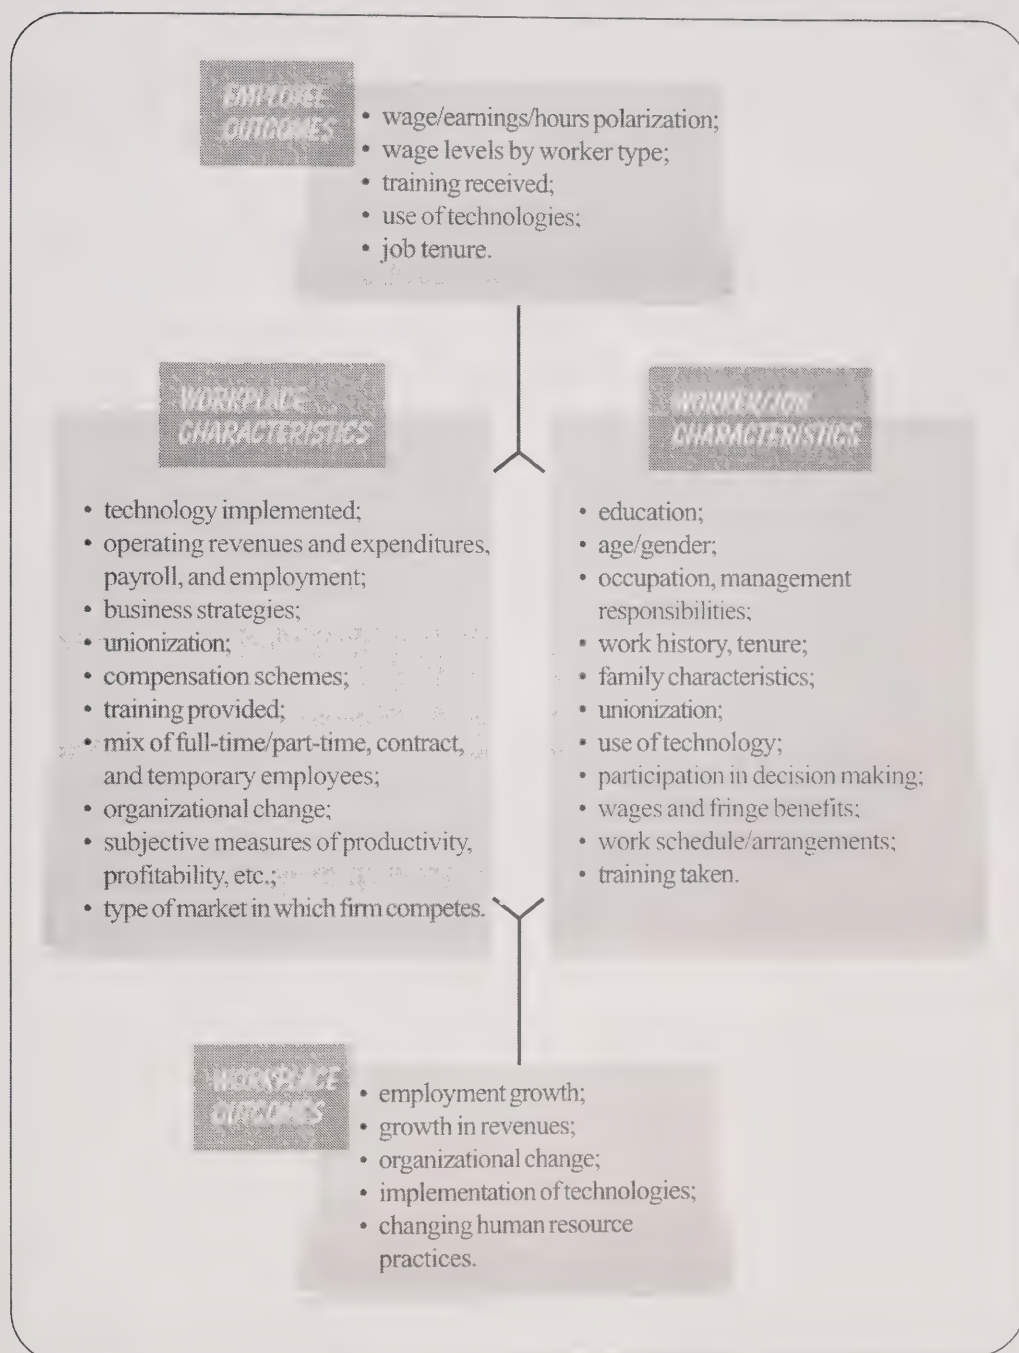 EMPLOYEE
OUTCOMES
• wage/earnings/hours polarization;
• wage levels by worker type;
• training received;
• use of technologies;
• job tenure.
WORKPLACE
CHARACTERISTICS
• technology implemented;
• operating revenues and expenditures,
payroll, and employment;
• business strategies;
• unionization;
• compensation schemes;
• training provided;
• mix of full-time/part-time, contract,
and temporary employees;
• organizational change;
• subjective measures of productivity,
profitability, etc.;
• type of market in which firm competes.
WORKER/JOB
CHARACTERISTICS
• education;
• age/gender;
• occupation, management
responsibilities;
• work history, tenure;
• family characteristics;
• unionization;
• use of technology;
• participation in decision making;
• wages and fringe benefits;
• work schedule/arrangements;
• training taken.
WORKPLACE
OUTCOMES
• employment growth;
• growth in revenues;
• organizational change;
• implementation of technologies;
• changing human resource
practices.